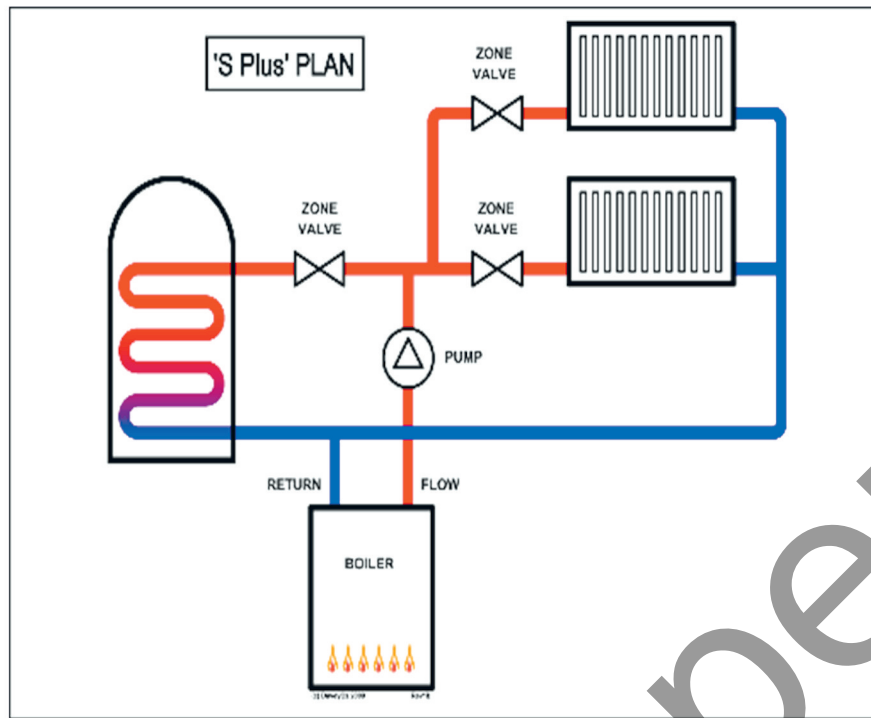 'S Plus' PLAN
ZONE
VALVE
ZONE
VALVE
ZONE
VALVE
PUMP
RETURN
FLOW
BOILER